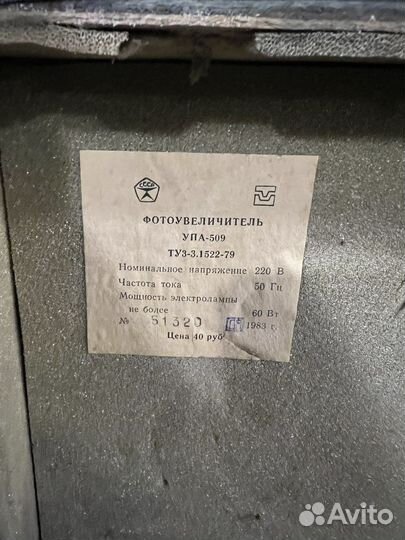 СССР
ФОТОУВЕЛИЧИТЕЛЬ
УПА-509
ТУ3-3.1522-79
Номинальное напряжение 220 В
Частота тока 50 Гц
Мощность электролампы
не более 60 Вт
№ 51320 1983 г.
Цена 40 руб
Avito